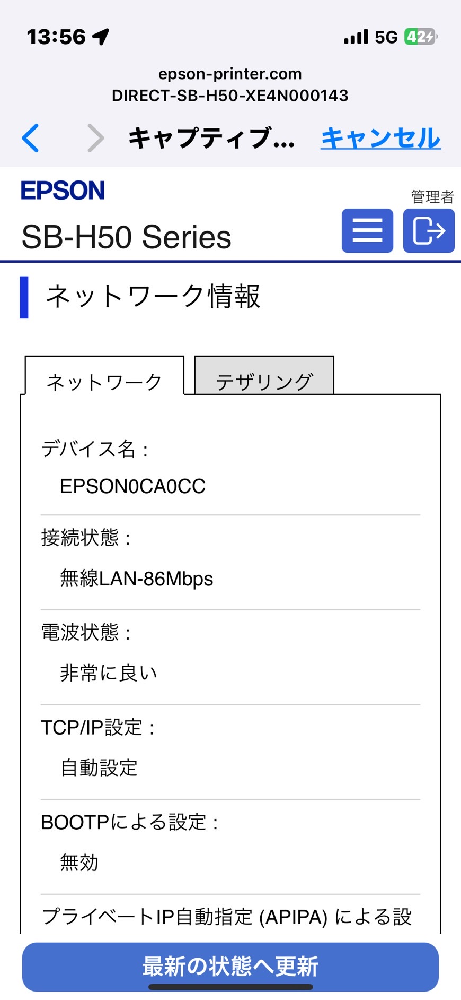 13:56
5G
42
epson-printer.com
DIRECT-SB-H50-XE4N000143
キャプティブ...
キャンセル
EPSON
管理者
SB-H50 Series
ネットワーク情報
ネットワーク
テザリング
デバイス名 :
EPSON0CA0CC
接続状態 :
無線LAN-86Mbps
電波状態 :
非常に良い
TCP/IP設定 :
自動設定
BOOTPによる設定 :
無効
プライベートIP自動指定 (APIPA) による設
最新の状態へ更新